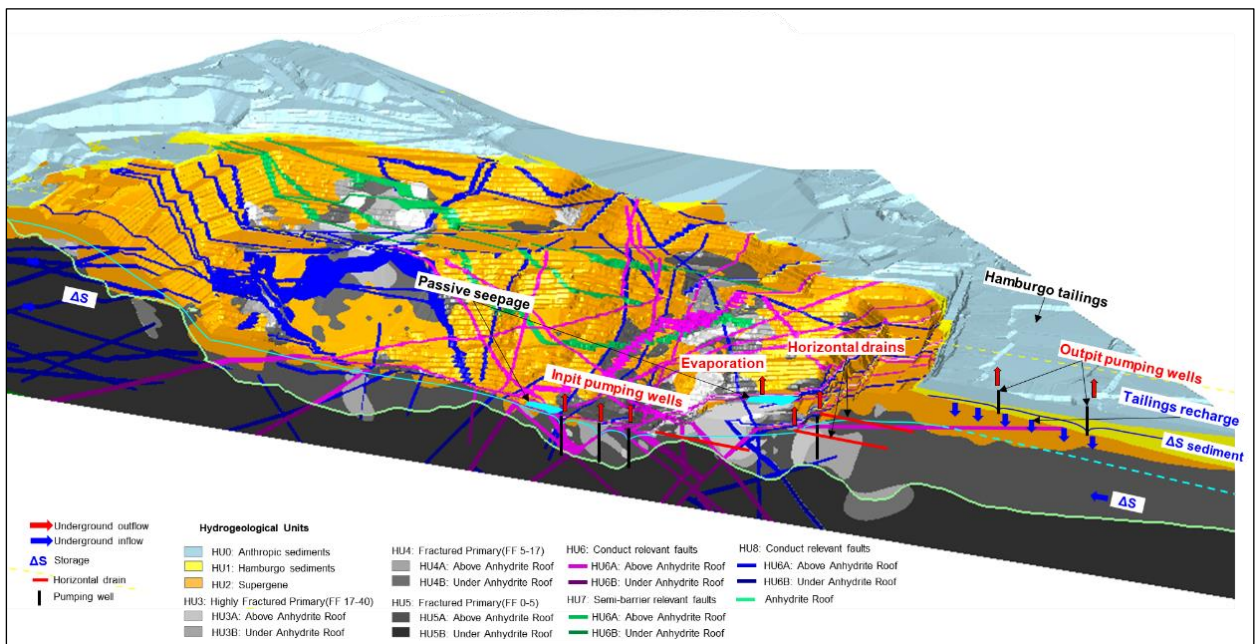 Hamburgo tailings
ΔS
Passive seepage
Horizontal drains
Outpit pumping wells
Evaporation
Inpit pumping wells
Tailings recharge
ΔS sediment
ΔS
Underground outflow
Underground inflow
ΔS Storage
Horizontal drain
Pumping well
Hydrogeological Units
HU0: Anthropic sediments
HU1: Hamburgo sediments
HU2: Supergene
HU3: Highly Fractured Primary(FF 17-40)
HU3A: Above Anhydrite Roof
HU3B: Under Anhydrite Roof
HU4: Fractured Primary(FF 5-17)
HU4A: Above Anhydrite Roof
HU4B: Under Anhydrite Roof
HU5: Fractured Primary(FF 0-5)
HU5A: Above Anhydrite Roof
HU5B: Under Anhydrite Roof
HU6: Conduct relevant faults
HU6A: Above Anhydrite Roof
HU6B: Under Anhydrite Roof
HU7: Semi-barrier relevant faults
HU6A: Above Anhydrite Roof
HU6B: Under Anhydrite Roof
HU8: Conduct relevant faults
HU6A: Above Anhydrite Roof
HU6B: Under Anhydrite Roof
Anhydrite Roof